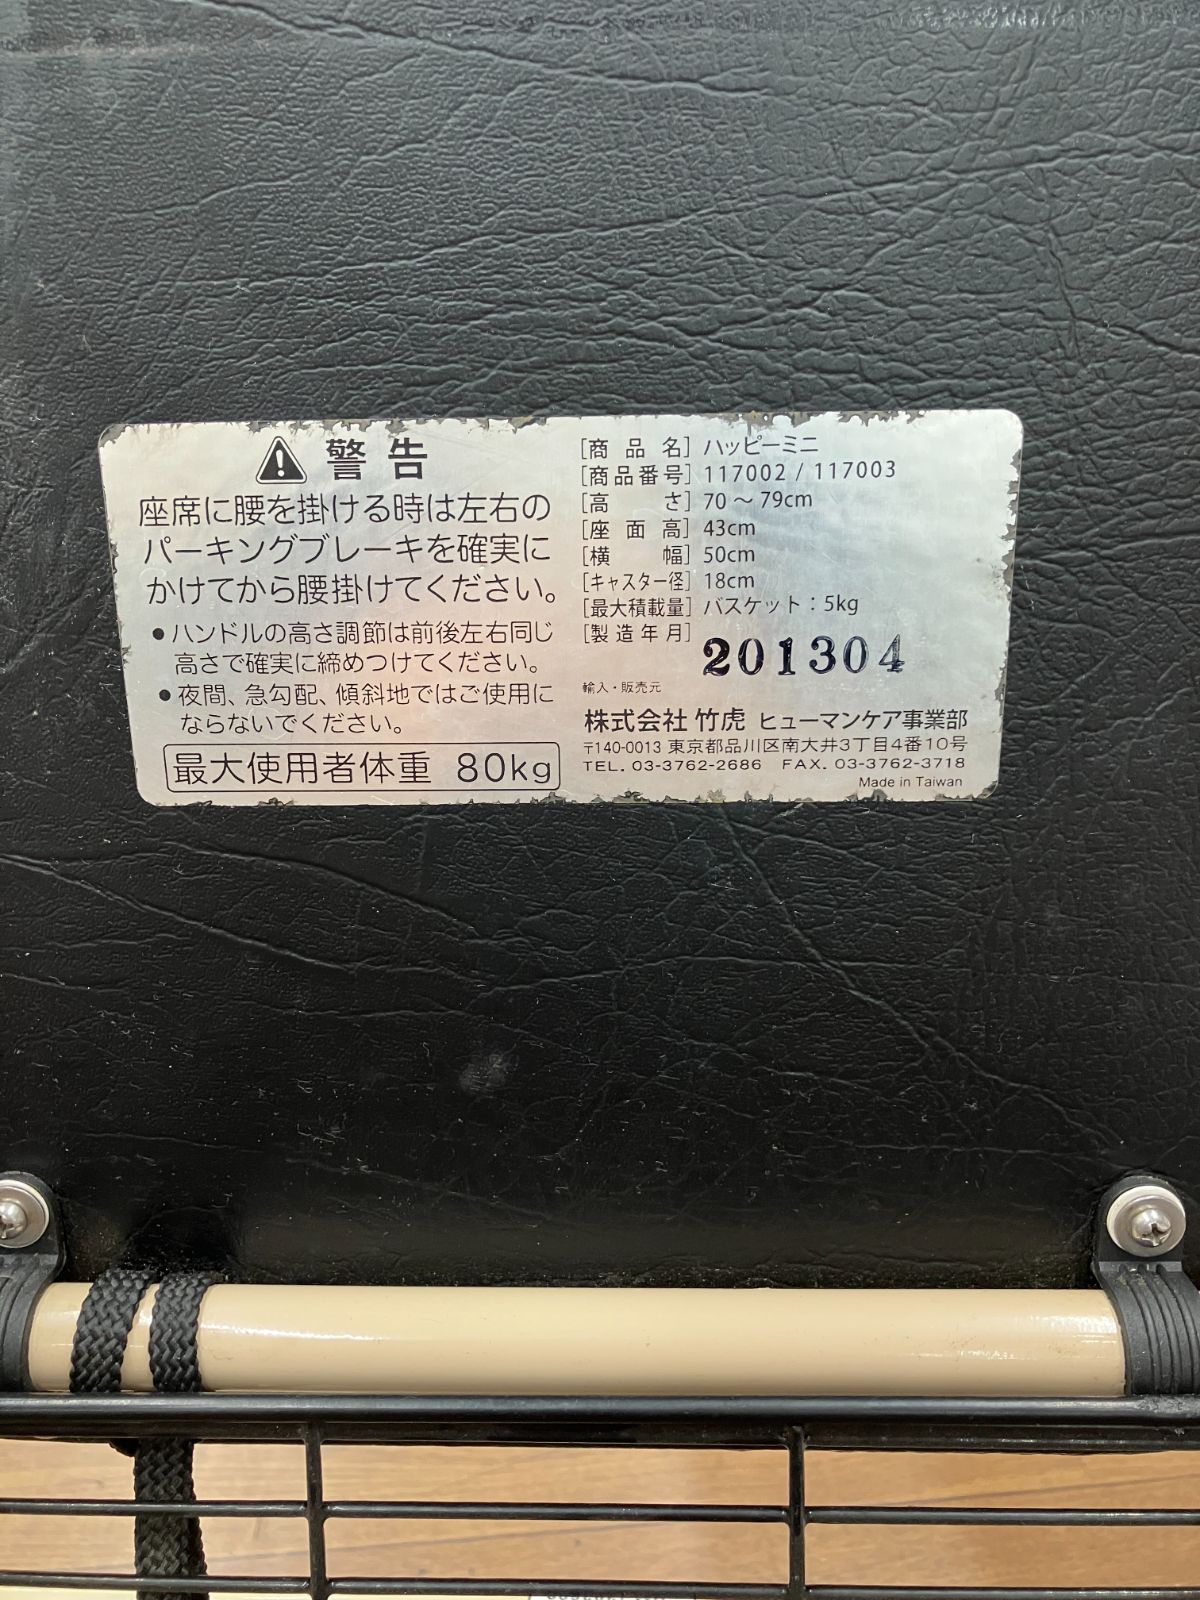 警告
座席に腰を掛ける時は左右の
パーキングブレーキを確実に
かけてから腰掛けてください。
●ハンドルの高さ調節は前後左右同じ
高さで確実に締めつけてください。
●夜間、急勾配、傾斜地ではご使用に
ならないでください。
最大使用者体重 80kg
[商品名] ハッピーミニ
[商品番号] 117002 / 117003
[高さ] 70〜79cm
[座面高] 43cm
[横幅] 50cm
[キャスター径] 18cm
[最大積載量] バスケット：5kg
[製造年月] 201304
輸入・販売元
株式会社 竹虎 ヒューマンケア事業部
〒140-0013 東京都品川区南大井3丁目4番10号
TEL. 03-3762-2686 FAX. 03-3762-3718
Made in Taiwan